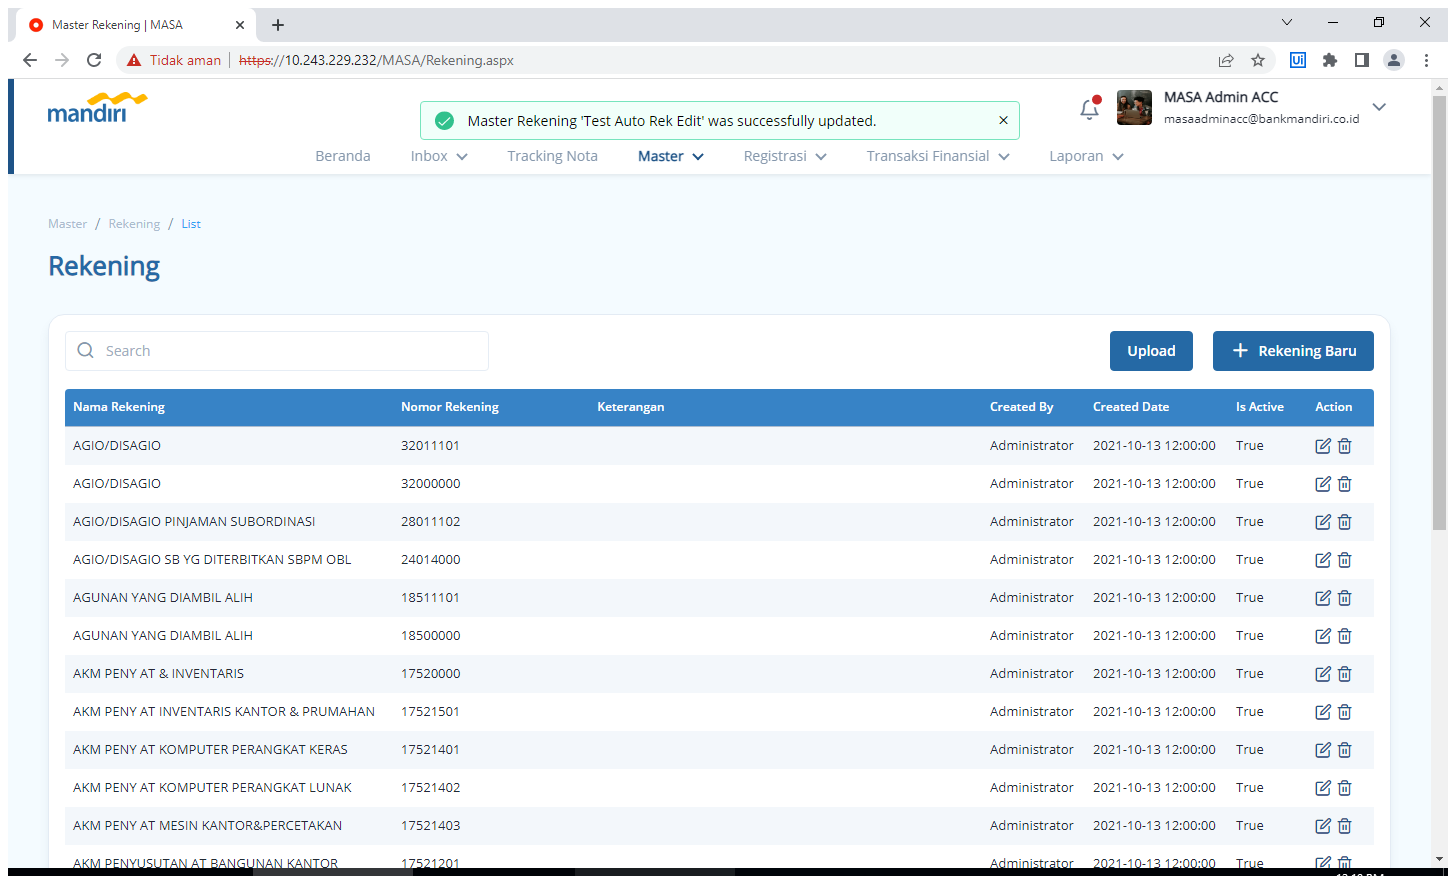 Master Rekening | MASA
Tidak aman https://10.243.229.232/MASA/Rekening.aspx
mandiri
Master Rekening 'Test Auto Rek Edit' was successfully updated.
MASA Admin ACC
masaadminacc@bankmandiri.co.id
Beranda Inbox Tracking Nota Master Registrasi Transaksi Finansial Laporan
Master / Rekening / List
Rekening
Search Upload + Rekening Baru
Nama Rekening Nomor Rekening Keterangan Created By Created Date Is Active Action
AGIO/DISAGIO 32011101 Administrator 2021-10-13 12:00:00 True
AGIO/DISAGIO 32000000 Administrator 2021-10-13 12:00:00 True
AGIO/DISAGIO PINJAMAN SUBORDINASI 28011102 Administrator 2021-10-13 12:00:00 True
AGIO/DISAGIO SB YG DITERBITKAN SBPM OBL 24014000 Administrator 2021-10-13 12:00:00 True
AGUNAN YANG DIAMBIL ALIH 18511101 Administrator 2021-10-13 12:00:00 True
AGUNAN YANG DIAMBIL ALIH 18500000 Administrator 2021-10-13 12:00:00 True
AKM PENY AT & INVENTARIS 17520000 Administrator 2021-10-13 12:00:00 True
AKM PENY AT INVENTARIS KANTOR & PRUMAHAN 17521501 Administrator 2021-10-13 12:00:00 True
AKM PENY AT KOMPUTER PERANGKAT KERAS 17521401 Administrator 2021-10-13 12:00:00 True
AKM PENY AT KOMPUTER PERANGKAT LUNAK 17521402 Administrator 2021-10-13 12:00:00 True
AKM PENY AT MESIN KANTOR&PERCETAKAN 17521403 Administrator 2021-10-13 12:00:00 True
AKM PENYUSUTAN AT BANGUNAN KANTOR 17521201 Administrator 2021-10-13 12:00:00 True